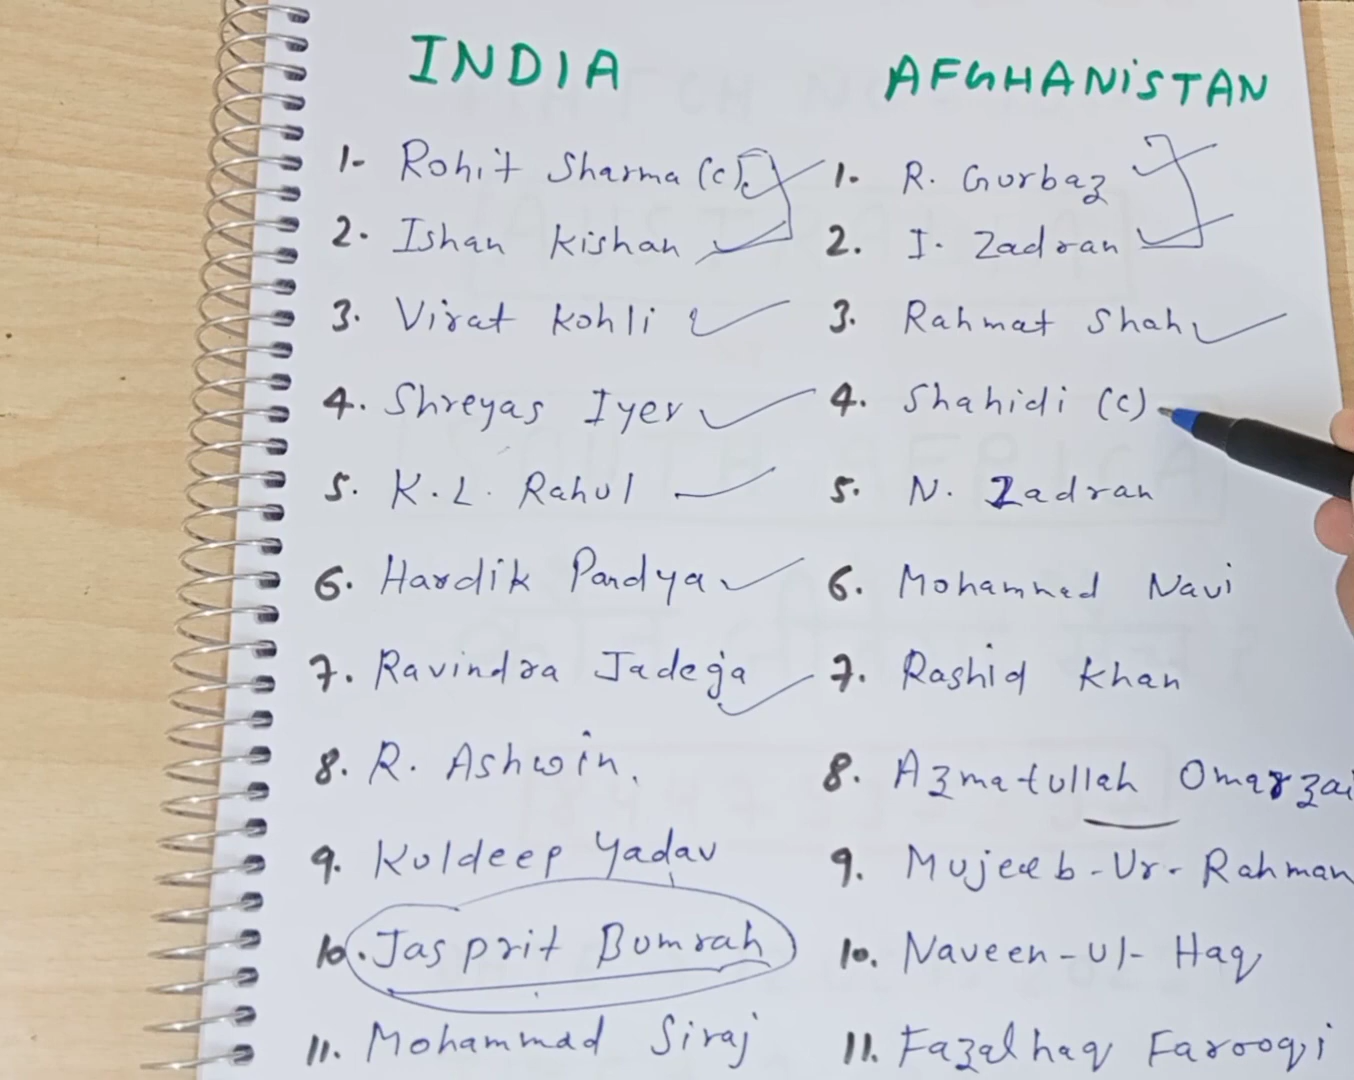 INDIA
1- Rohit Sharma (c)
2. Ishan Kishan
3. Virat Kohli
4. Shreyas Iyer
5. K.L. Rahul
6. Hardik Pandya
7. Ravindra Jadeja
8. R. Ashwin.
9. Kuldeep Yadav
10. Jasprit Bumrah
11. Mohammad Siraj
AFGHANiSTAN
1. R. Gurbaz
2. I. Zadran
3. Rahmat Shah
4. Shahidi (c)
5. N. Zadran
6. Mohammed Navi
7. Rashid Khan
8. Azmatullah Omarzai
9. Mujeeb-Ur-Rahman
10. Naveen-ul-Haq
11. Fazalhaq Farooqi